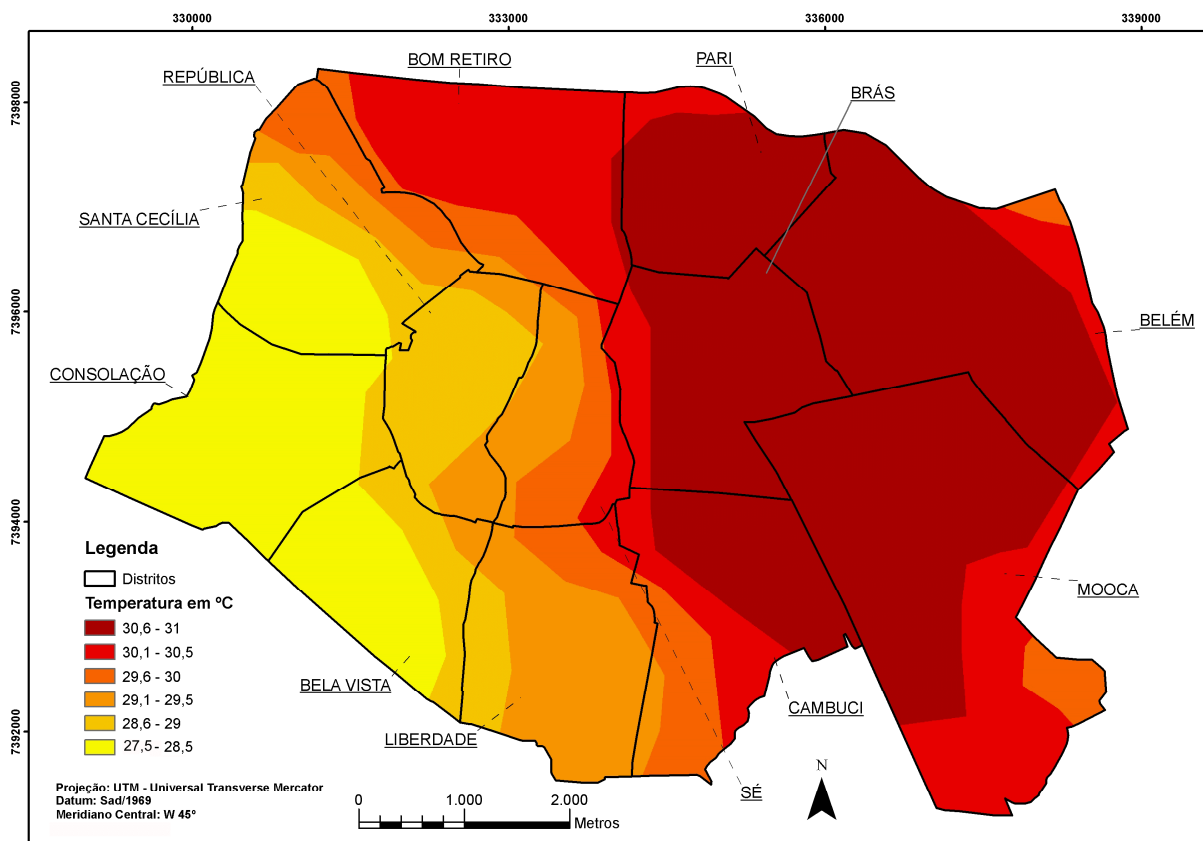 330000
333000
336000
339000
7398000
7396000
7394000
7392000
BOM RETIRO
PARI
REPÚBLICA
BRÁS
SANTA CECÍLIA
BELÉM
CONSOLAÇÃO
MOOCA
BELA VISTA
CAMBUCI
LIBERDADE
SÉ
Legenda
Distritos
Temperatura em ºC
30,6 - 31
30,1 - 30,5
29,6 - 30
29,1 - 29,5
28,6 - 29
27,5 - 28,5
Projeção: UTM - Universal Transverse Mercator
Datum: Sad/1969
Meridiano Central: W 45º
0 1.000 2.000
Metros
N